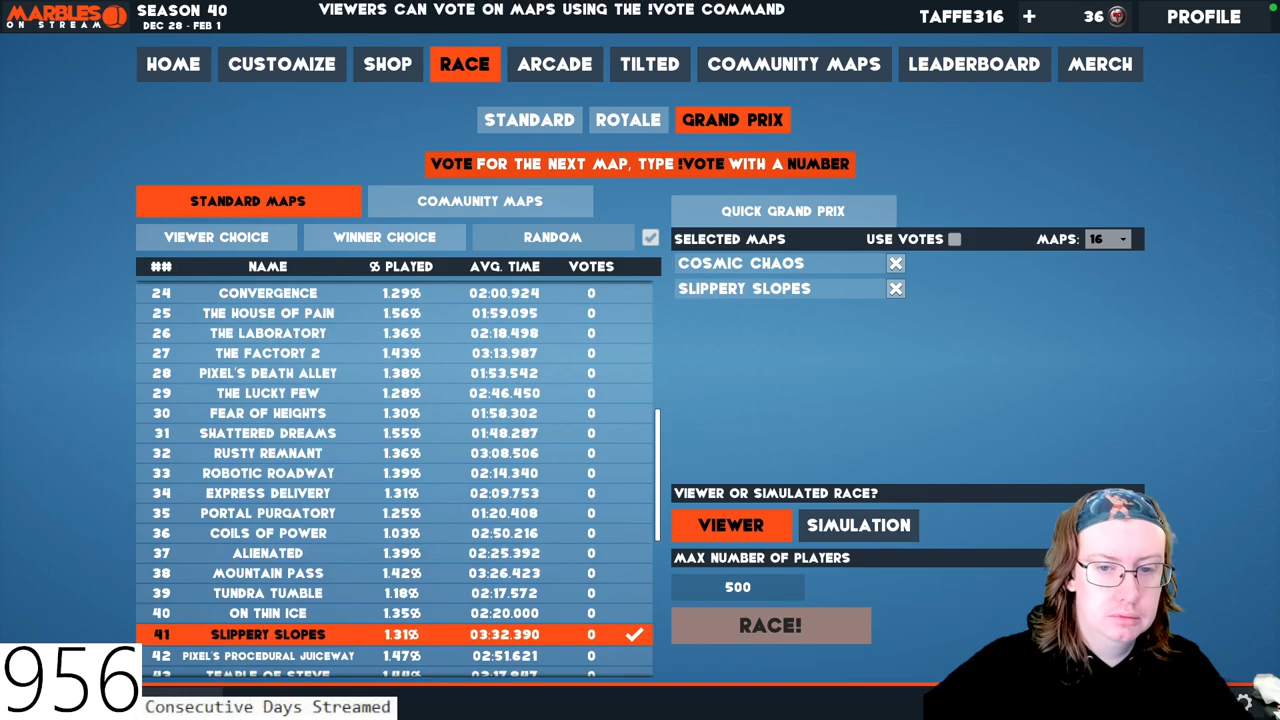 MARBLES
ON STREAM
SEASON 40
DEC 28 - FEB 1
VIEWERS CAN VOTE ON MAPS USING THE !VOTE COMMAND
TAFFE316 + 36 PROFILE
HOME CUSTOMIZE SHOP RACE ARCADE TILTED COMMUNITY MAPS LEADERBOARD MERCH
STANDARD ROYALE GRAND PRIX
VOTE FOR THE NEXT MAP, TYPE !VOTE WITH A NUMBER
STANDARD MAPS COMMUNITY MAPS
VIEWER CHOICE WINNER CHOICE RANDOM
## NAME % PLAYED AVG. TIME VOTES
24 CONVERGENCE 1.29% 02:00.924 0
25 THE HOUSE OF PAIN 1.56% 01:59.095 0
26 THE LABORATORY 1.36% 02:18.498 0
27 THE FACTORY 2 1.43% 03:13.987 0
28 PIXEL'S DEATH ALLEY 1.38% 01:53.542 0
29 THE LUCKY FEW 1.28% 02:46.450 0
30 FEAR OF HEIGHTS 1.30% 01:58.302 0
31 SHATTERED DREAMS 1.55% 01:48.287 0
32 RUSTY REMNANT 1.36% 03:08.506 0
33 ROBOTIC ROADWAY 1.39% 02:14.340 0
34 EXPRESS DELIVERY 1.31% 02:09.753 0
35 PORTAL PURGATORY 1.25% 01:20.408 0
36 COILS OF POWER 1.03% 02:50.216 0
37 ALIENATED 1.39% 02:25.392 0
38 MOUNTAIN PASS 1.42% 03:26.423 0
39 TUNDRA TUMBLE 1.18% 02:17.572 0
40 ON THIN ICE 1.35% 02:20.000 0
41 SLIPPERY SLOPES 1.31% 03:32.390 0
42 PIXEL'S PROCEDURAL JUICEWAY 1.47% 02:51.621 0
TEMPLE OF STEVE
QUICK GRAND PRIX
SELECTED MAPS USE VOTES MAPS: 16
COSMIC CHAOS
SLIPPERY SLOPES
VIEWER OR SIMULATED RACE?
VIEWER SIMULATION
MAX NUMBER OF PLAYERS
500
RACE!
956
Consecutive Days Streamed